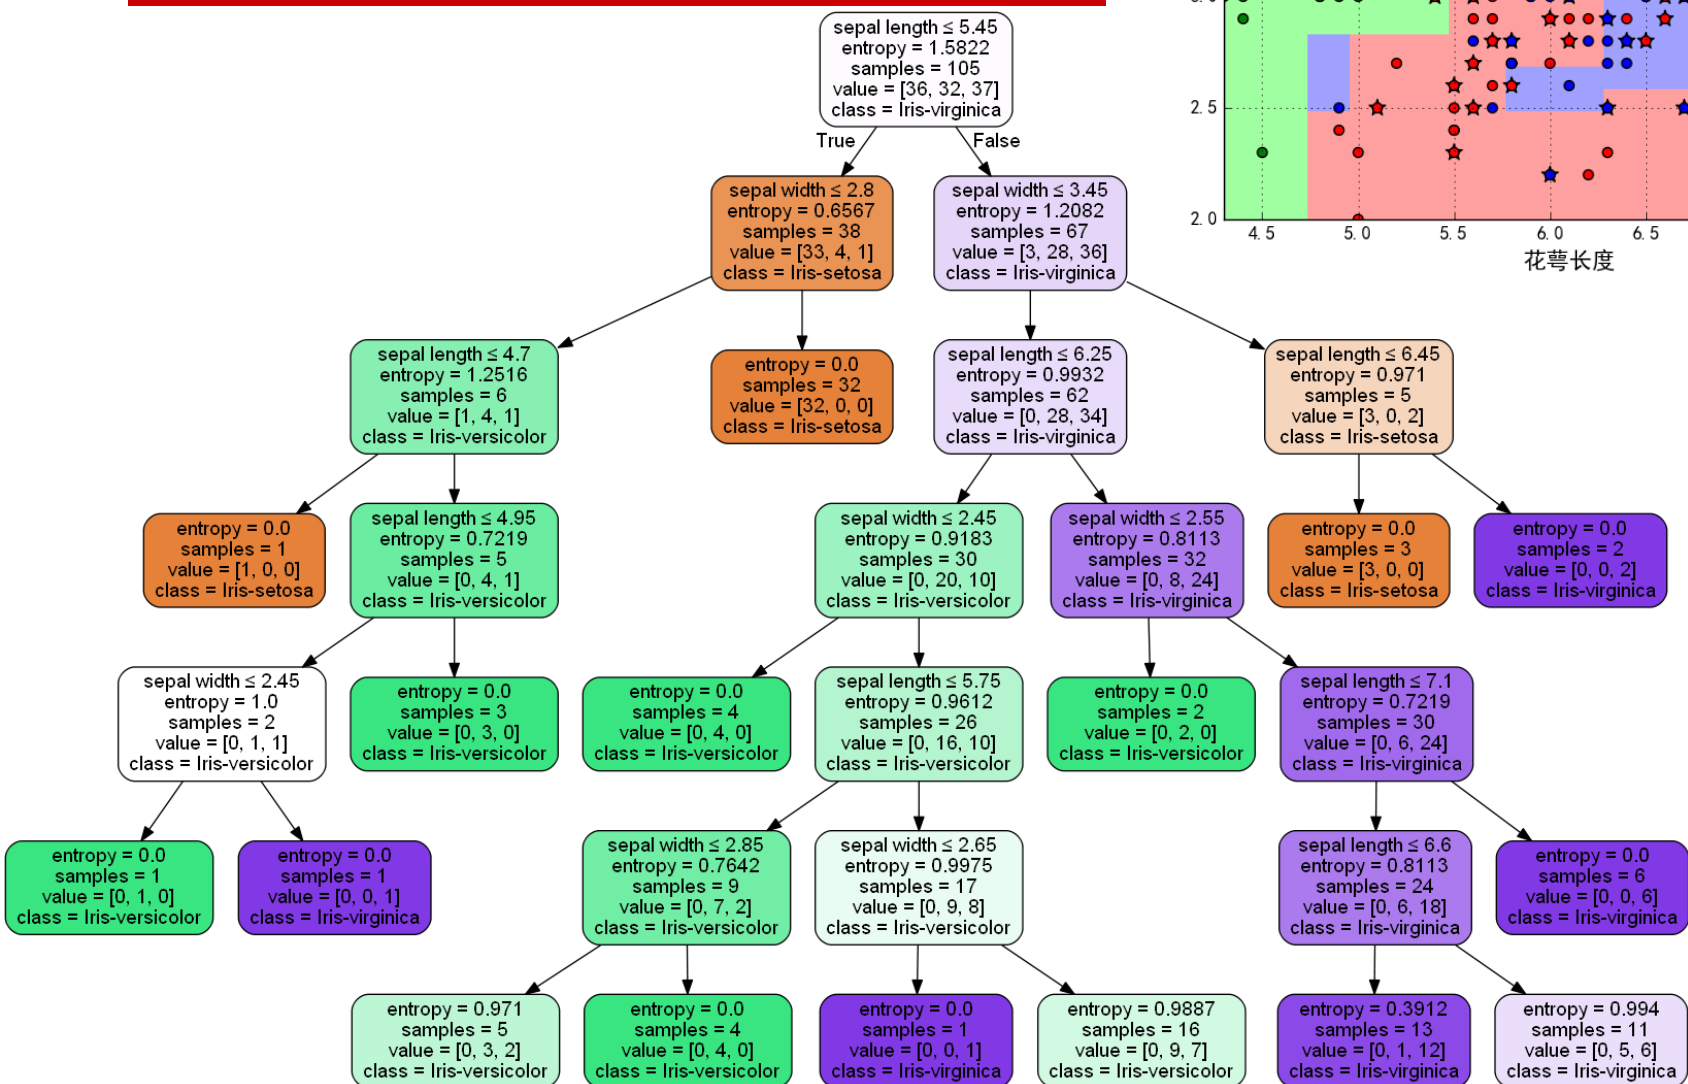 sepal length ≤ 5.45
entropy = 1.5822
samples = 105
value = [36, 32, 37]
class = Iris-virginica
True
False
sepal width ≤ 2.8
entropy = 0.6567
samples = 38
value = [33, 4, 1]
class = Iris-setosa
sepal width ≤ 3.45
entropy = 1.2082
samples = 67
value = [3, 28, 36]
class = Iris-virginica
2.5
2.0
4.5
5.0
5.5
6.0
6.5
花萼长度
sepal length ≤ 4.7
entropy = 1.2516
samples = 6
value = [1, 4, 1]
class = Iris-versicolor
entropy = 0.0
samples = 32
value = [32, 0, 0]
class = Iris-setosa
sepal length ≤ 6.25
entropy = 0.9932
samples = 62
value = [0, 28, 34]
class = Iris-virginica
sepal length ≤ 6.45
entropy = 0.971
samples = 5
value = [3, 0, 2]
class = Iris-setosa
entropy = 0.0
samples = 1
value = [1, 0, 0]
class = Iris-setosa
sepal length ≤ 4.95
entropy = 0.7219
samples = 5
value = [0, 4, 1]
class = Iris-versicolor
sepal width ≤ 2.45
entropy = 0.9183
samples = 30
value = [0, 20, 10]
class = Iris-versicolor
sepal width ≤ 2.55
entropy = 0.8113
samples = 32
value = [0, 8, 24]
class = Iris-virginica
entropy = 0.0
samples = 3
value = [3, 0, 0]
class = Iris-setosa
entropy = 0.0
samples = 2
value = [0, 0, 2]
class = Iris-virginica
sepal width ≤ 2.45
entropy = 1.0
samples = 2
value = [0, 1, 1]
class = Iris-versicolor
entropy = 0.0
samples = 3
value = [0, 3, 0]
class = Iris-versicolor
entropy = 0.0
samples = 4
value = [0, 4, 0]
class = Iris-versicolor
sepal length ≤ 5.75
entropy = 0.9612
samples = 26
value = [0, 16, 10]
class = Iris-versicolor
entropy = 0.0
samples = 2
value = [0, 2, 0]
class = Iris-versicolor
sepal length ≤ 7.1
entropy = 0.7219
samples = 30
value = [0, 6, 24]
class = Iris-virginica
entropy = 0.0
samples = 1
value = [0, 1, 0]
class = Iris-versicolor
entropy = 0.0
samples = 1
value = [0, 0, 1]
class = Iris-virginica
sepal width ≤ 2.85
entropy = 0.7642
samples = 9
value = [0, 7, 2]
class = Iris-versicolor
sepal width ≤ 2.65
entropy = 0.9975
samples = 17
value = [0, 9, 8]
class = Iris-versicolor
sepal length ≤ 6.6
entropy = 0.8113
samples = 24
value = [0, 6, 18]
class = Iris-virginica
entropy = 0.0
samples = 6
value = [0, 0, 6]
class = Iris-virginica
entropy = 0.971
samples = 5
value = [0, 3, 2]
class = Iris-versicolor
entropy = 0.0
samples = 4
value = [0, 4, 0]
class = Iris-versicolor
entropy = 0.0
samples = 1
value = [0, 0, 1]
class = Iris-virginica
entropy = 0.9887
samples = 16
value = [0, 9, 7]
class = Iris-versicolor
entropy = 0.3912
samples = 13
value = [0, 1, 12]
class = Iris-virginica
entropy = 0.994
samples = 11
value = [0, 5, 6]
class = Iris-virginica